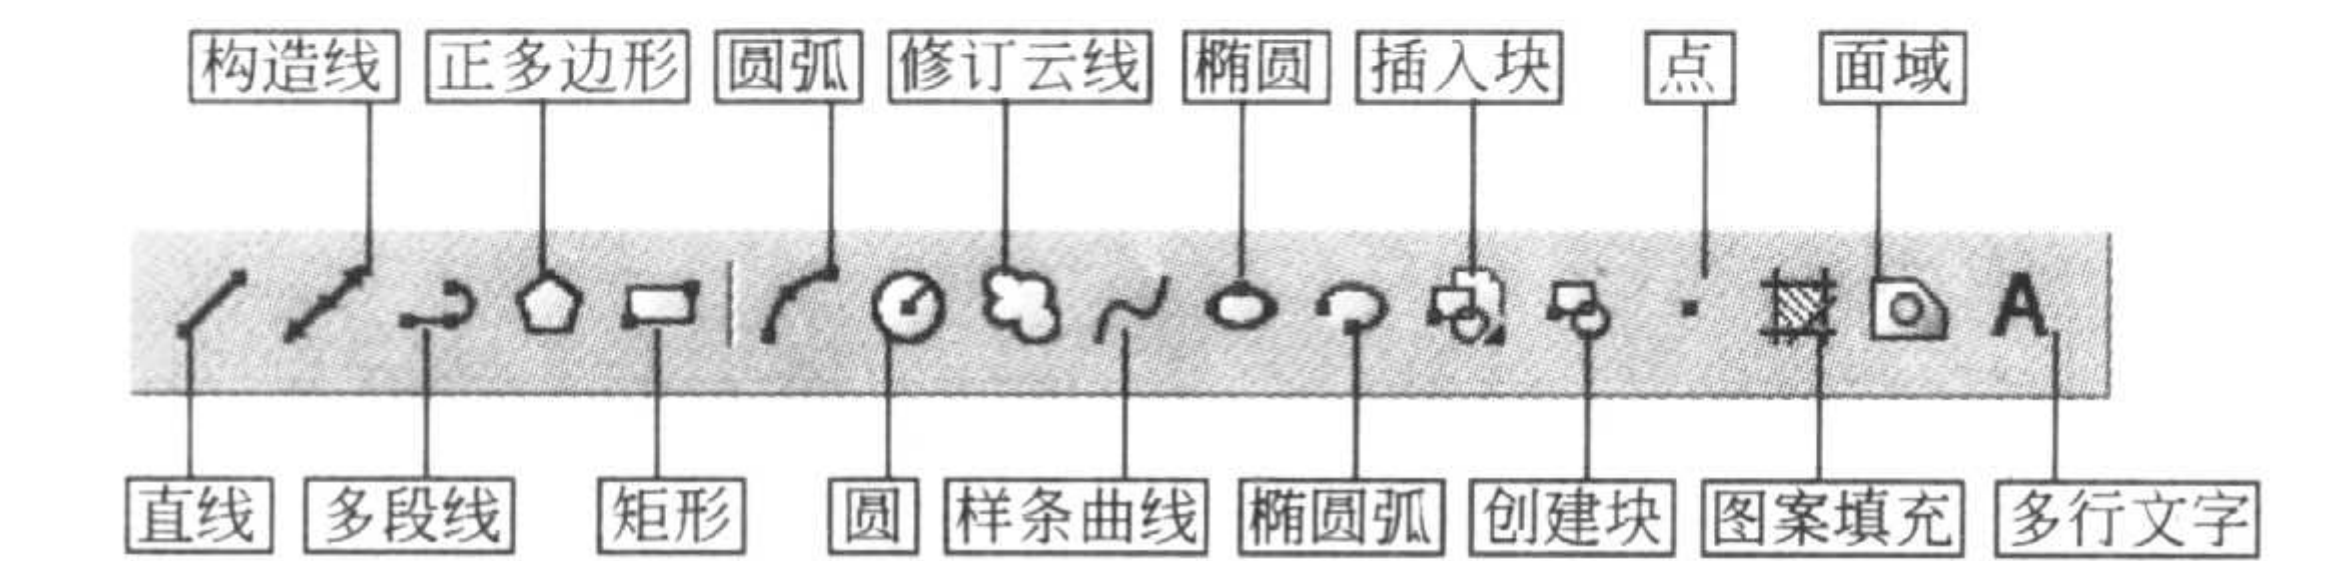 构造线 正多边形 圆弧 修订云线 椭圆 插入块 点 面域
A
直线 多段线 矩形 圆 样条曲线 椭圆弧 创建块 图案填充 多行文字